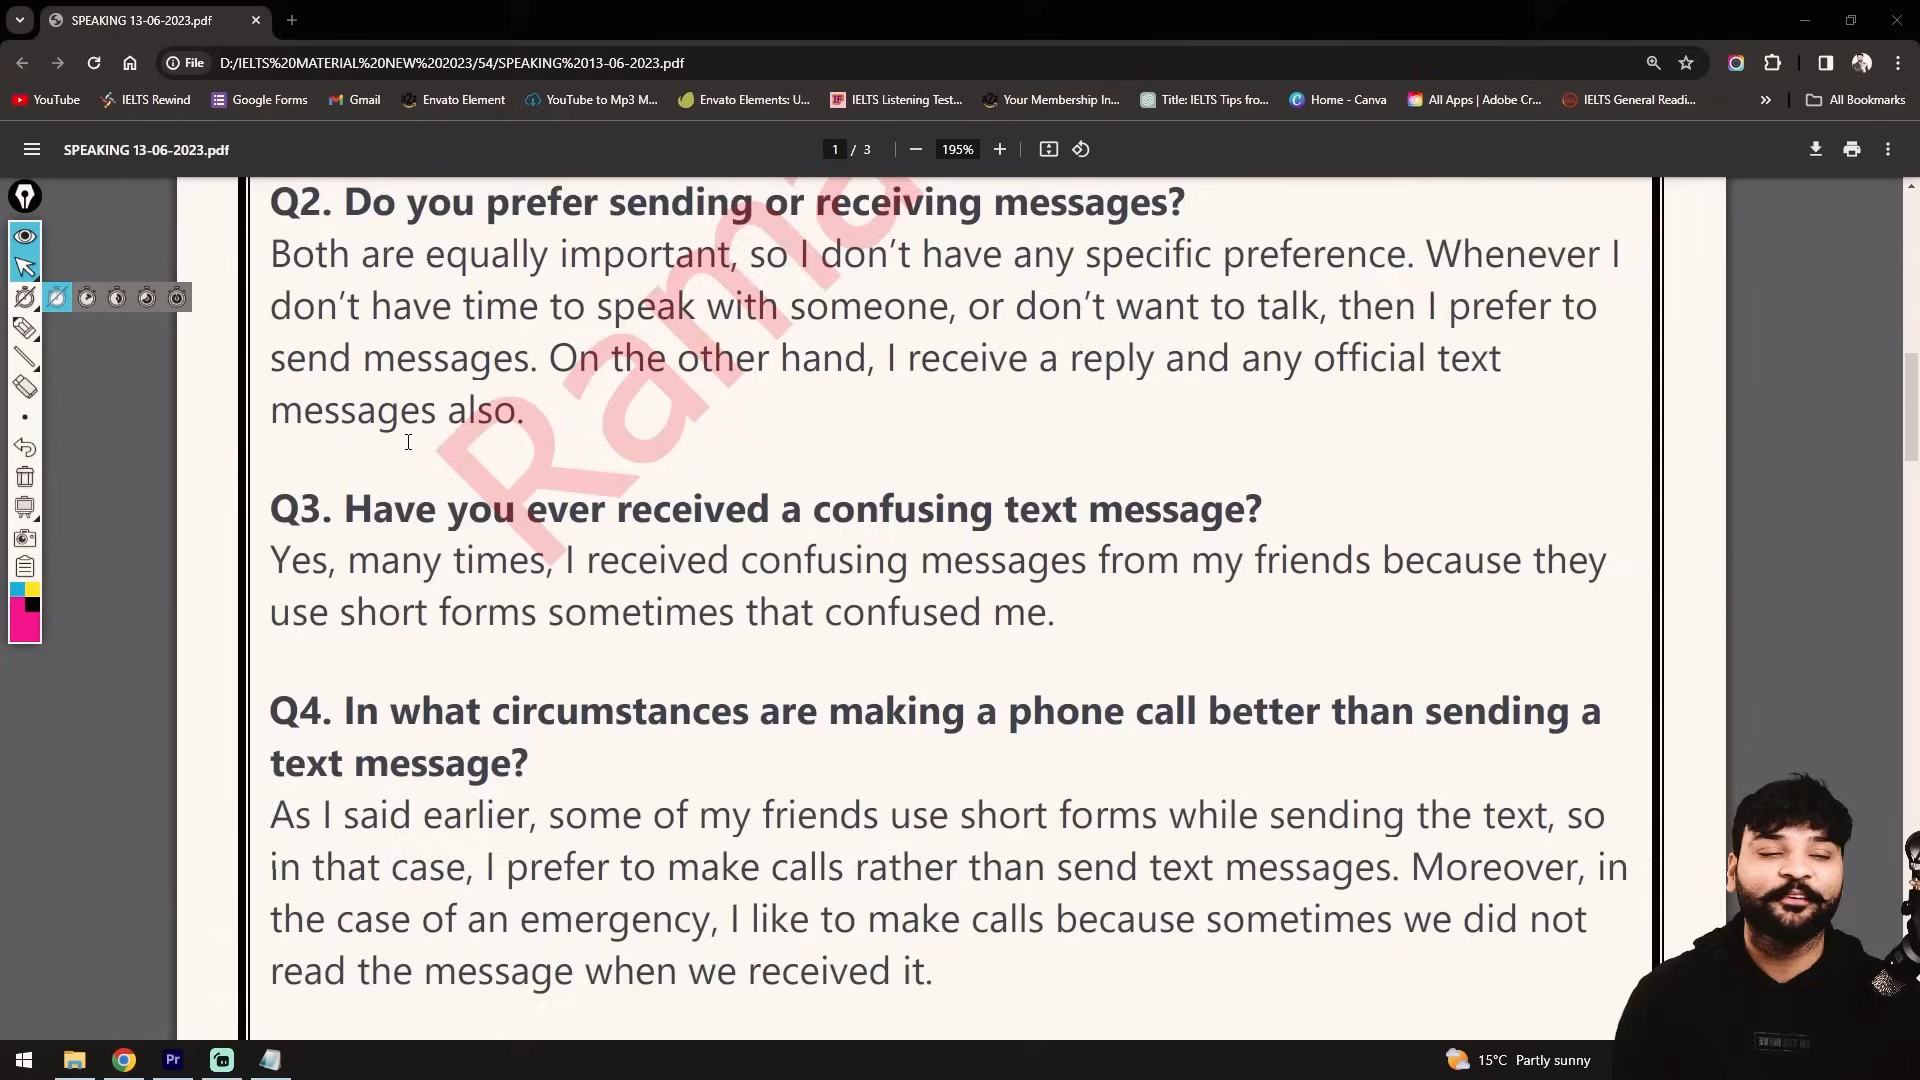 SPEAKING 13-06-2023.pdf
File D:/IELTS%20MATERIAL%20NEW%202023/54/SPEAKING%2013-06-2023.pdf
YouTube IELTS Rewind Google Forms Gmail Envato Element YouTube to Mp3 M... Envato Elements: U... IELTS Listening Test... Your Membership In... Title: IELTS Tips fro... Home - Canva All Apps | Adobe Cr... IELTS General Readi... » All Bookmarks
SPEAKING 13-06-2023.pdf 1 / 3 195%
Q2. Do you prefer sending or receiving messages?
Both are equally important, so I don’t have any specific preference. Whenever I
don’t have time to speak with someone, or don’t want to talk, then I prefer to
send messages. On the other hand, I receive a reply and any official text
messages also.
Rama
Q3. Have you ever received a confusing text message?
Yes, many times, I received confusing messages from my friends because they
use short forms sometimes that confused me.
Q4. In what circumstances are making a phone call better than sending a
text message?
As I said earlier, some of my friends use short forms while sending the text, so
in that case, I prefer to make calls rather than send text messages. Moreover, in
the case of an emergency, I like to make calls because sometimes we did not
read the message when we received it.
Pr
15°C Partly sunny